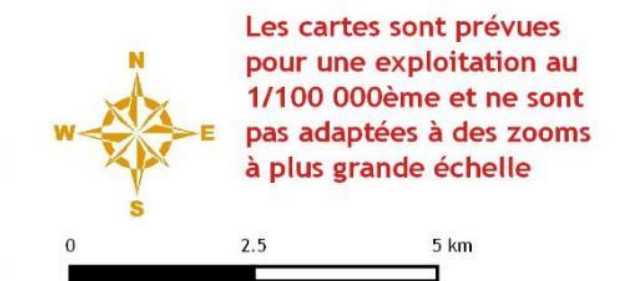 Les cartes sont prévues
pour une exploitation au
1/100 000ème et ne sont
pas adaptées à des zooms
à plus grande échelle
N
W E
S
0 2.5 5 km